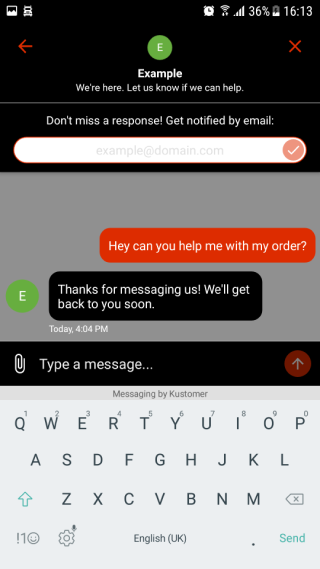 36% 16:13
E
Example
We're here. Let us know if we can help.
Don't miss a response! Get notified by email:
example@domain.com
Hey can you help me with my order?
E
Thanks for messaging us! We'll get
back to you soon.
Today, 4:04 PM
Type a message...
Messaging by Kustomer
1 2 3 4 5 6 7 8 9 0
Q W E R T Y U I O P
A S D F G H J K L
Z X C V B N M
!1 English (UK) . Send